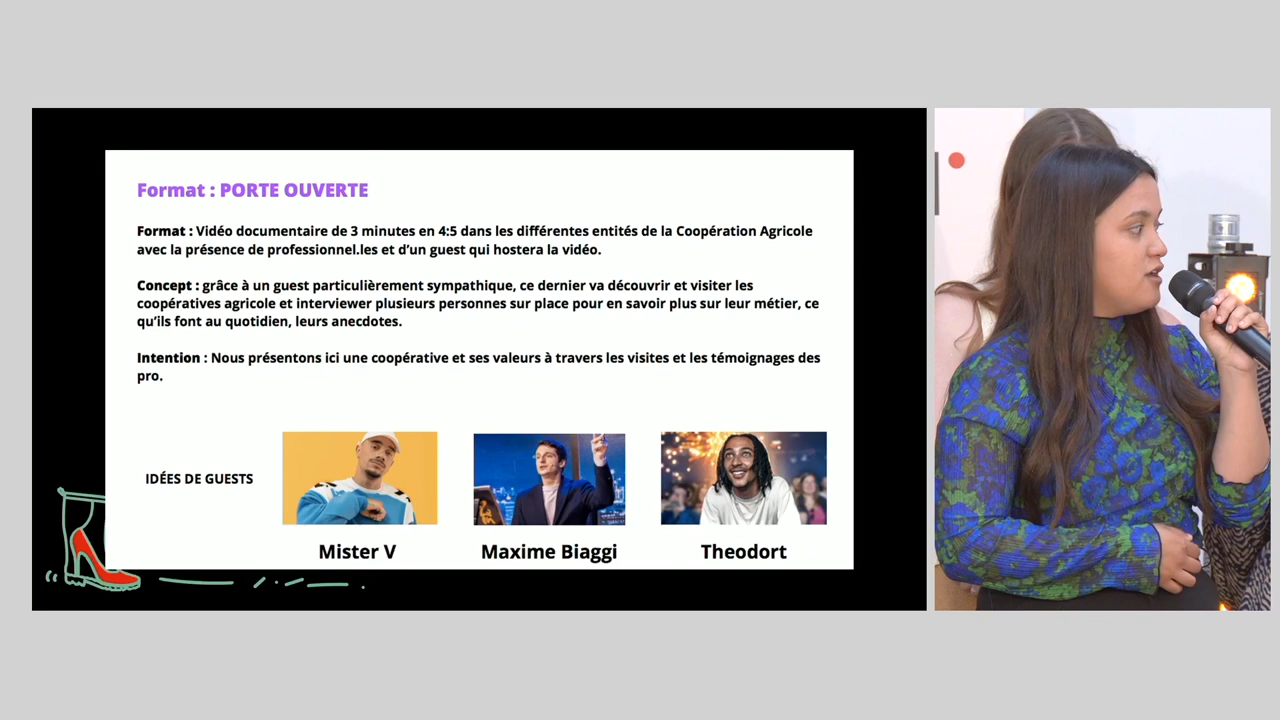 Format : PORTE OUVERTE
Format : Vidéo documentaire de 3 minutes en 4:5 dans les différentes entités de la Coopération Agricole
avec la présence de professionnel.les et d'un guest qui hostera la vidéo.
Concept : grâce à un guest particulièrement sympathique, ce dernier va découvrir et visiter les
coopératives agricole et interviewer plusieurs personnes sur place pour en savoir plus sur leur métier, ce
qu'ils font au quotidien, leurs anecdotes.
Intention : Nous présentons ici une coopérative et ses valeurs à travers les visites et les témoignages des
pro.
IDÉES DE GUESTS
Mister V
Maxime Biaggi
Theodort